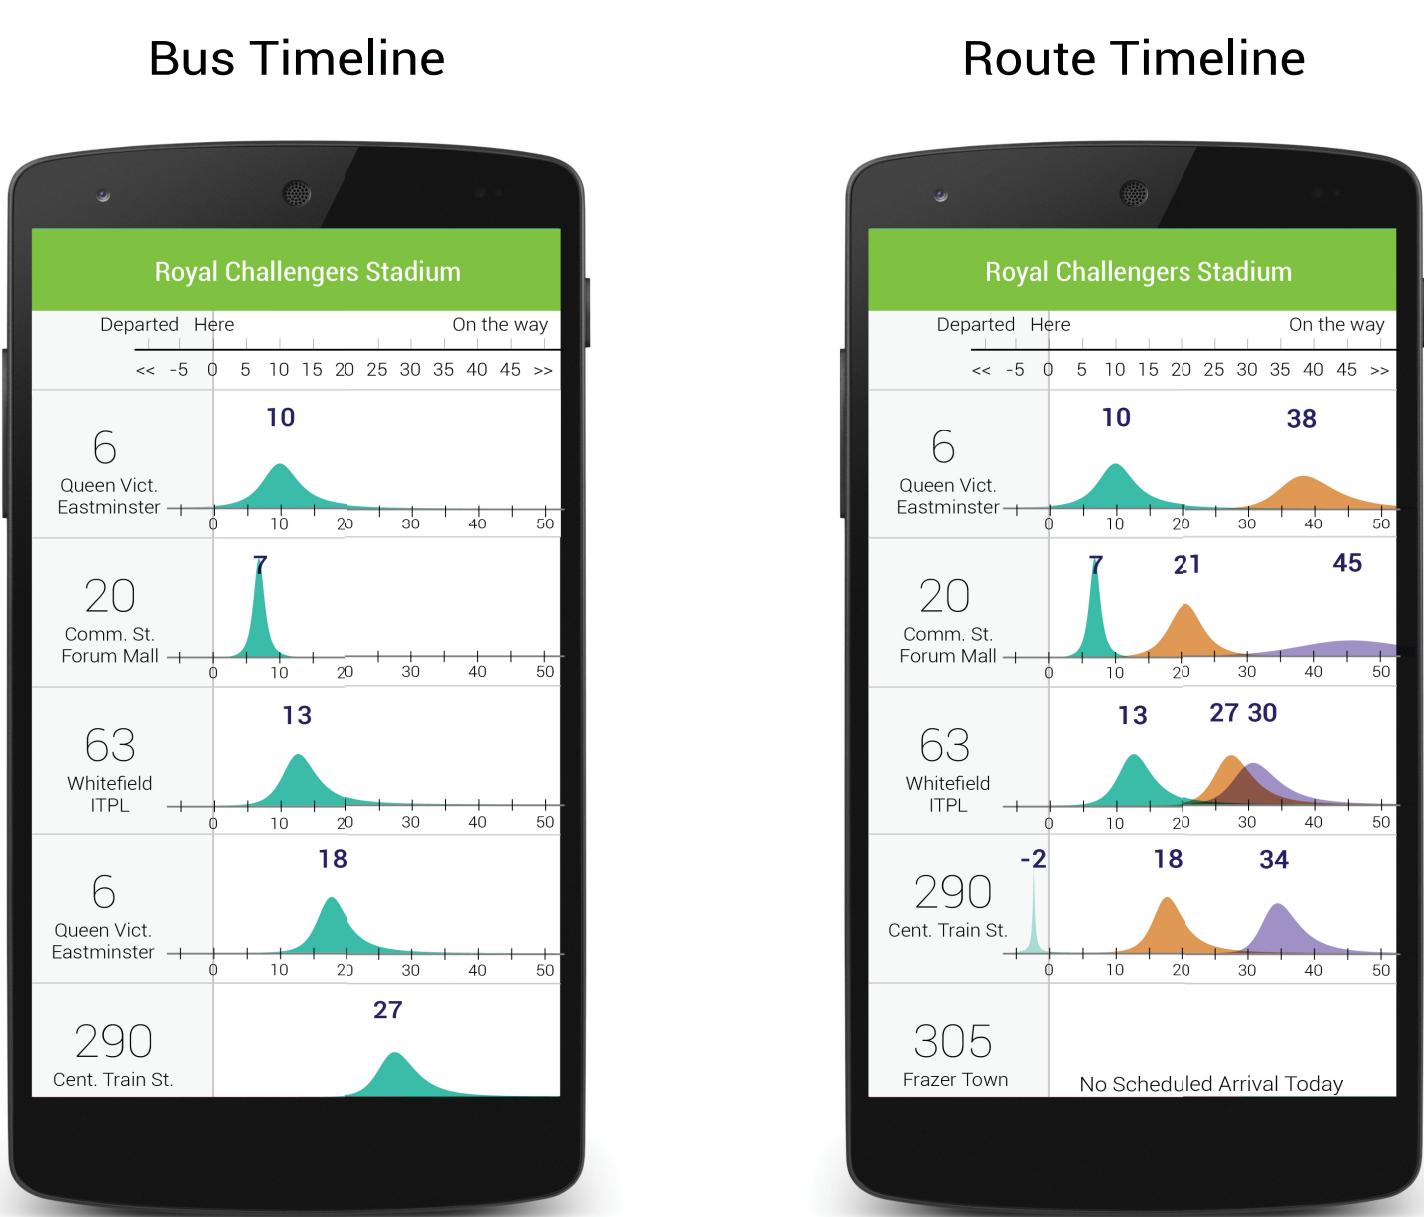 Bus Timeline
Royal Challengers Stadium
Departed Here On the way
<< -5 0 5 10 15 20 25 30 35 40 45 >>
10
6
Queen Vict.
Eastminster
0 10 20 30 40 50
7
20
Comm. St.
Forum Mall
0 10 20 30 40 50
13
63
Whitefield
ITPL
0 10 20 30 40 50
18
6
Queen Vict.
Eastminster
0 10 20 30 40 50
27
290
Cent. Train St.
Route Timeline
Royal Challengers Stadium
Departed Here On the way
<< -5 0 5 10 15 20 25 30 35 40 45 >>
10 38
6
Queen Vict.
Eastminster
0 10 20 30 40 50
7 21 45
20
Comm. St.
Forum Mall
0 10 20 30 40 50
13 27 30
63
Whitefield
ITPL
0 10 20 30 40 50
-2 18 34
290
Cent. Train St.
0 10 20 30 40 50
305
Frazer Town
No Scheduled Arrival Today